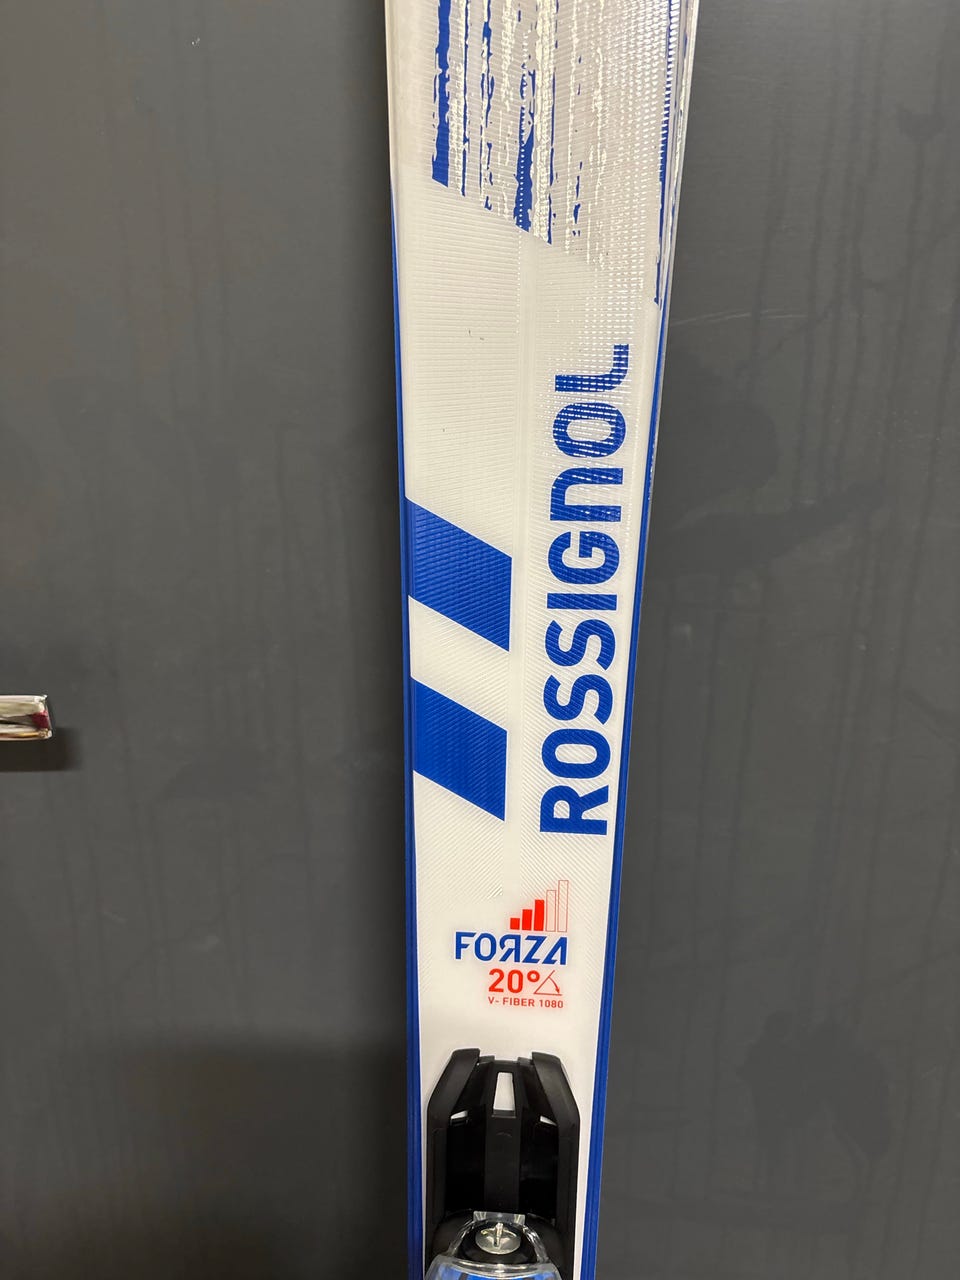 ROSSIGNOL
FORZA
20°
V- FIBER 1080